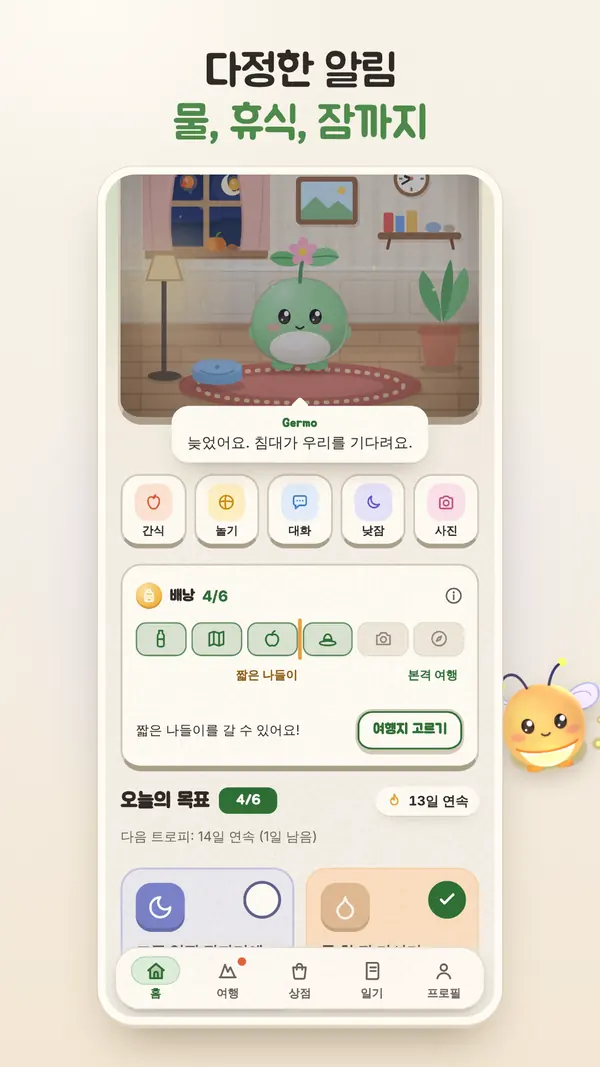 다정한 알림
물, 휴식, 잠까지
Germo
늦었어요. 침대가 우리를 기다려요.
간식
놀기
대화
낮잠
사진
배낭 4/6
짧은 나들이
본격 여행
짧은 나들이를 갈 수 있어요!
여행지 고르기
오늘의 목표 4/6
13일 연속
다음 트로피: 14일 연속 (1일 남음)
홈
여행
상점
일기
프로필